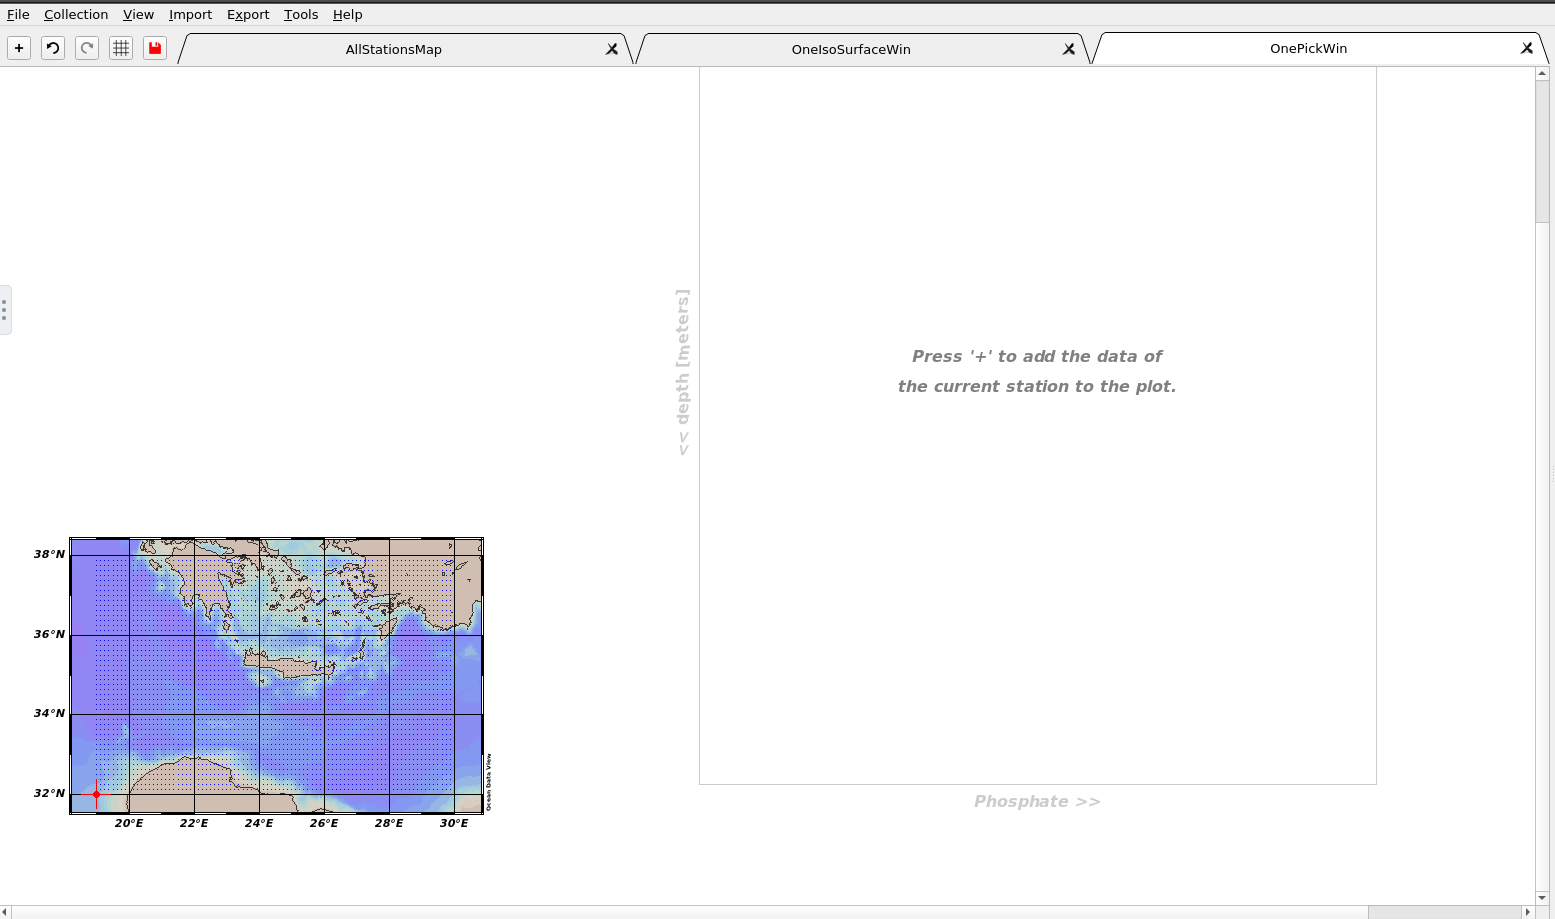 File Collection View Import Export Tools Help
AllStationsMap OneIsoSurfaceWin OnePickWin
<< depth [meters]
Press '+' to add the data of
the current station to the plot.
Phosphate >>
38°N
36°N
34°N
32°N
20°E 22°E 24°E 26°E 28°E 30°E
Ocean Data View